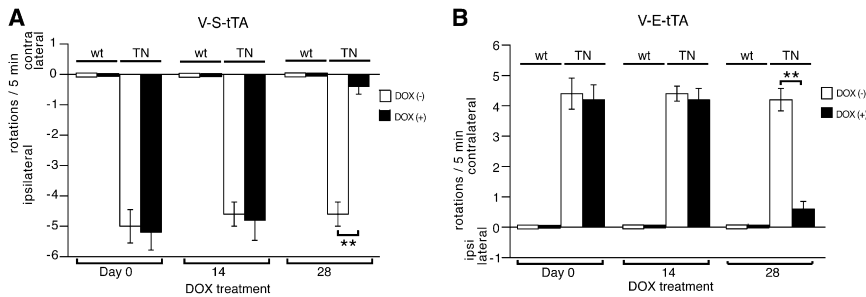 A
V-S-tTA
wt TN wt TN wt TN
rotations / 5 min
ipsilateral
contra
lateral
1
0
-1
-2
-3
-4
-5
-6
DOX (-)
DOX (+)
**
Day 0 14 28
DOX treatment
B
V-E-tTA
wt TN wt TN wt TN
rotations / 5 min
contralateral
ipsi
lateral
6
5
4
3
2
1
0
-1
**
DOX (-)
DOX (+)
Day 0 14 28
DOX treatment